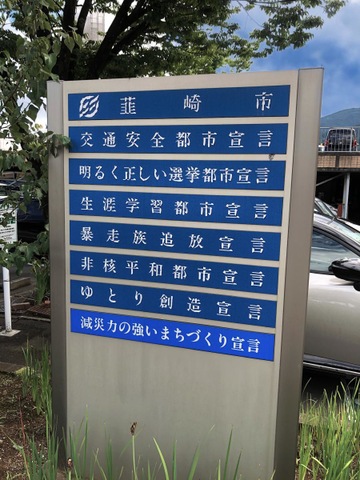 韮崎市
交通安全都市宣言
明るく正しい選挙都市宣言
生涯学習都市宣言
暴走族追放宣言
非核平和都市宣言
ゆとり創造宣言
減災力の強いまちづくり宣言